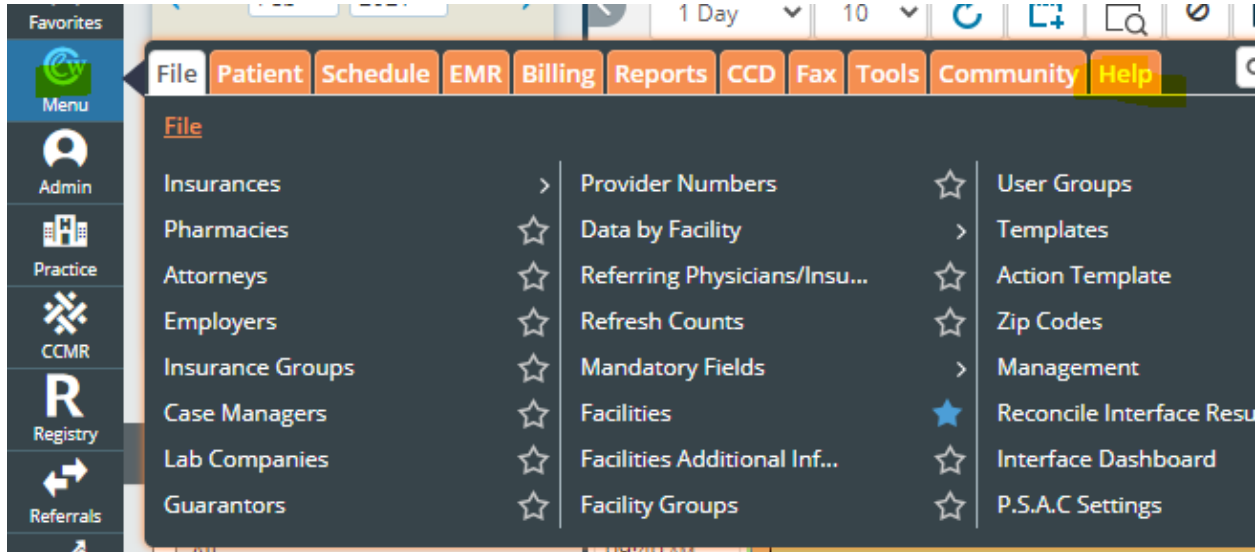 Favorites
1 Day 10
Menu
File Patient Schedule EMR Billing Reports CCD Fax Tools Community Help
File
Admin
Insurances Provider Numbers User Groups
Pharmacies Data by Facility Templates
Practice
Attorneys Referring Physicians/Insu... Action Template
Employers Refresh Counts Zip Codes
CCMR
Insurance Groups Mandatory Fields Management
R
Case Managers Facilities Reconcile Interface Resu
Registry
Lab Companies Facilities Additional Inf... Interface Dashboard
Guarantors Facility Groups P.S.A.C Settings
Referrals